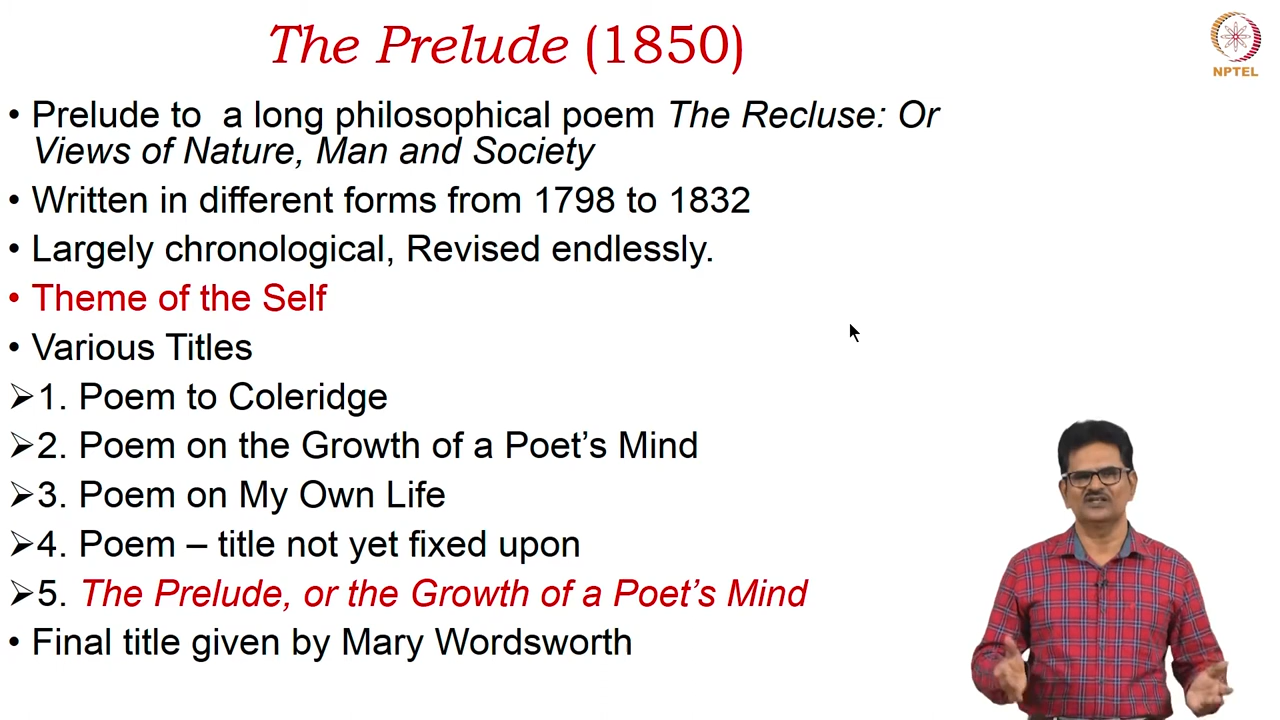 The Prelude (1850)
NPTEL
• Prelude to a long philosophical poem The Recluse: Or
Views of Nature, Man and Society
• Written in different forms from 1798 to 1832
• Largely chronological, Revised endlessly.
• Theme of the Self
• Various Titles
➢1. Poem to Coleridge
➢2. Poem on the Growth of a Poet’s Mind
➢3. Poem on My Own Life
➢4. Poem – title not yet fixed upon
➢5. The Prelude, or the Growth of a Poet’s Mind
• Final title given by Mary Wordsworth